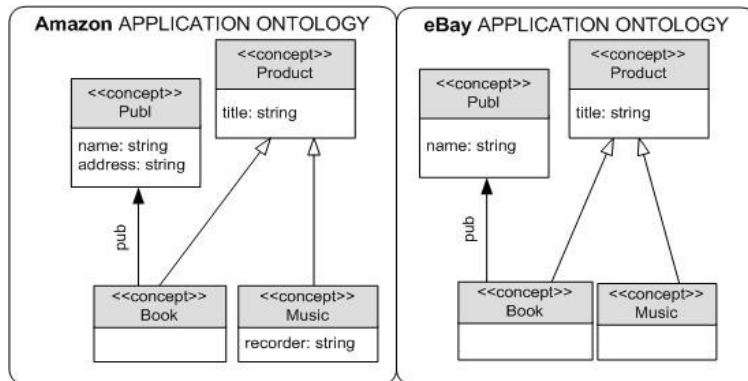 Amazon APPLICATION ONTOLOGY
<<concept>>
Product
title: string
<<concept>>
Publ
name: string
address: string
pub
<<concept>>
Book
<<concept>>
Music
recorder: string
eBay APPLICATION ONTOLOGY
<<concept>>
Product
title: string
<<concept>>
Publ
name: string
pub
<<concept>>
Book
<<concept>>
Music